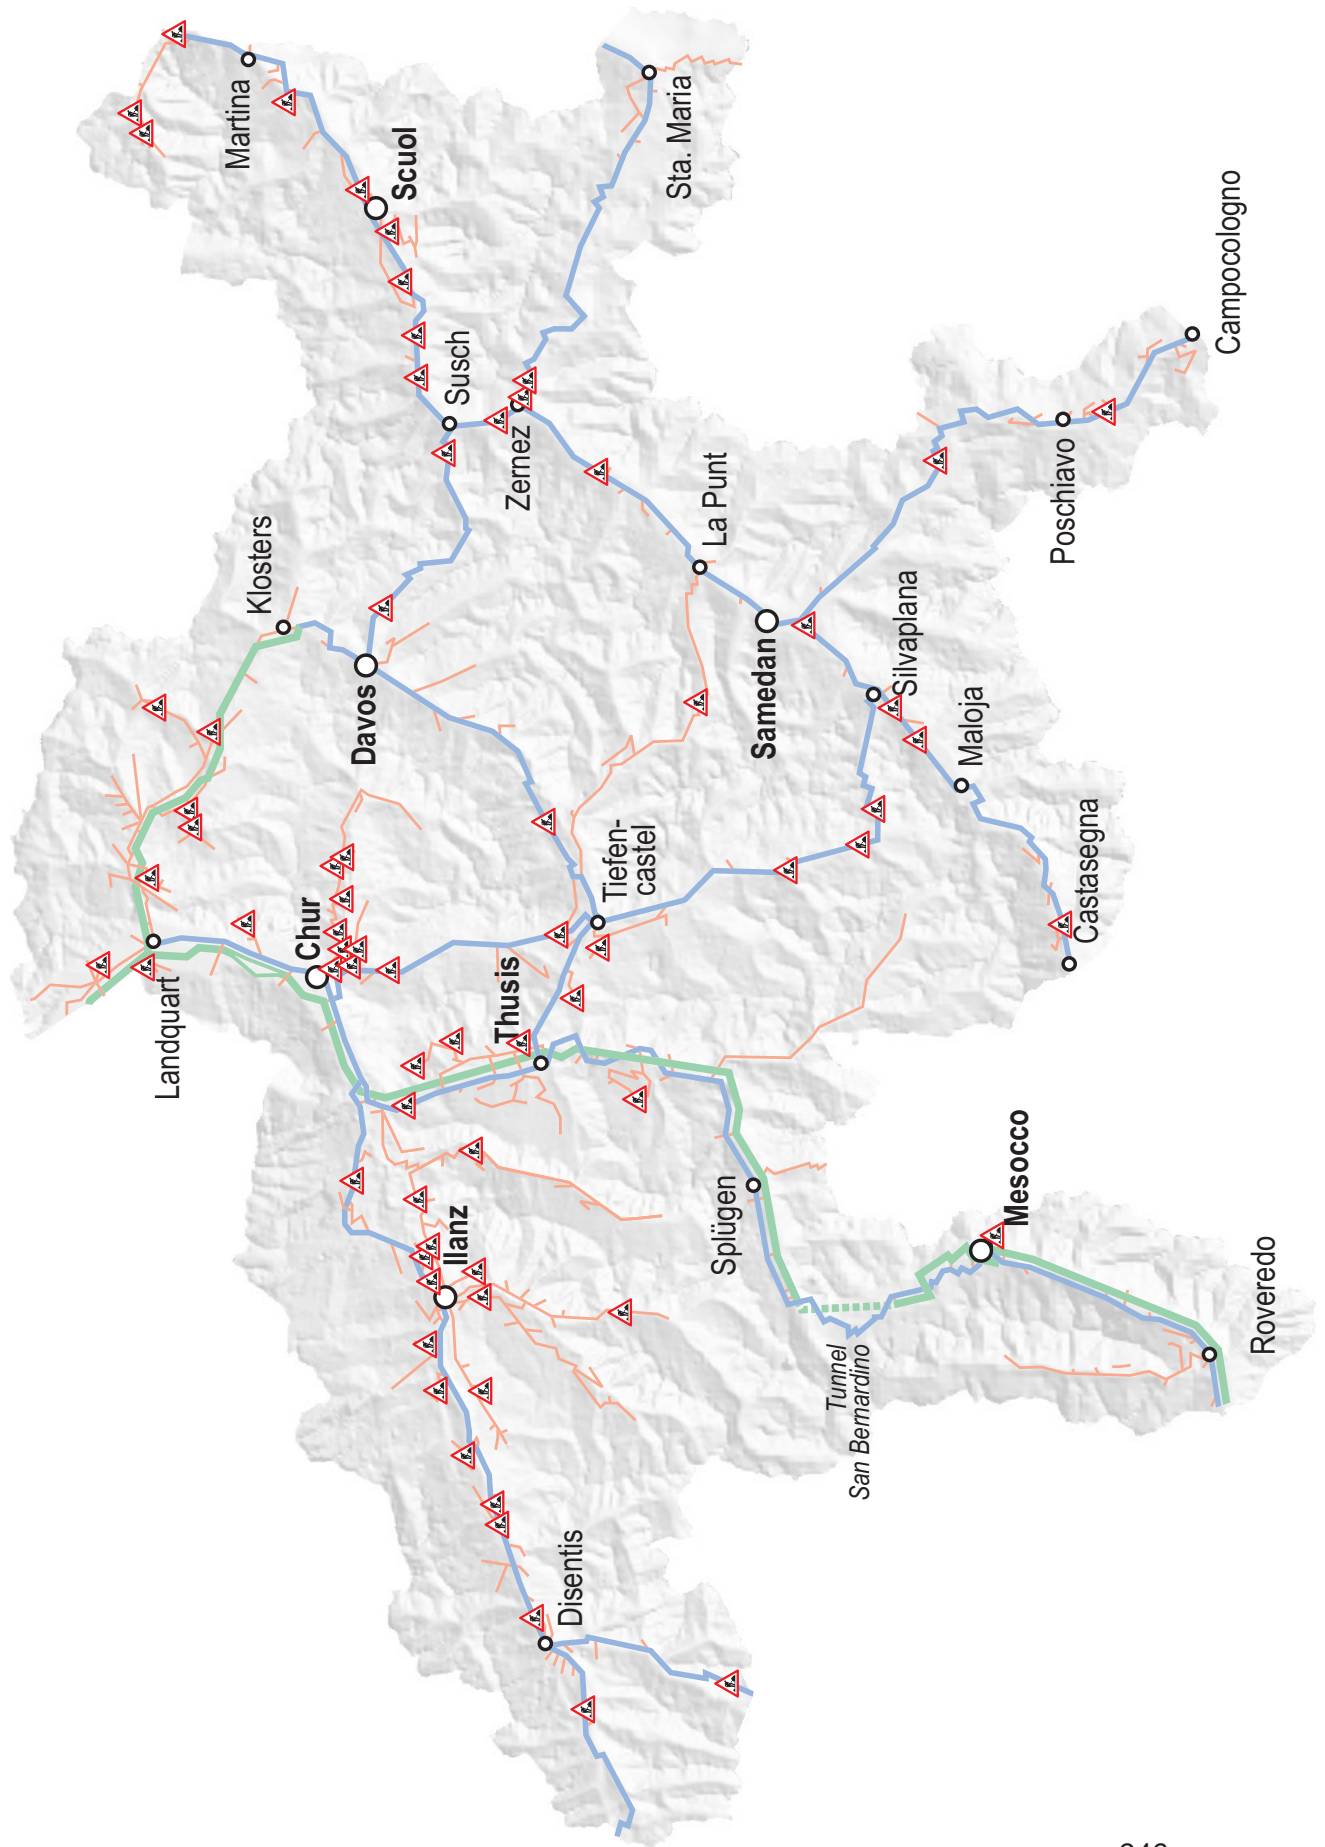 Martina
Scuol
Sta. Maria
Campocologno
Susch
Zernez
La Punt
Poschiavo
Klosters
Davos
Samedan
Silvaplana
Maloja
Castasegna
Landquart
Chur
Tiefen-
castel
Thusis
Ilanz
Splügen
Mesocco
Roveredo
Tunnel
San Bernardino
Disentis